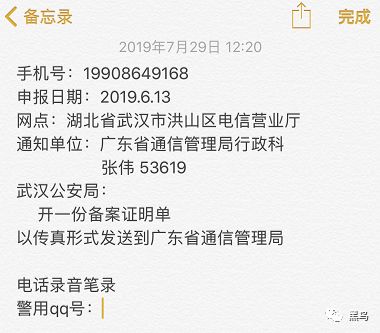 备忘录
完成
2019年7月29日 12:20
手机号：19908649168
申报日期：2019.6.13
网点：湖北省武汉市洪山区电信营业厅
通知单位：广东省通信管理局行政科
张伟 53619
武汉公安局：
开一份备案证明单
以传真形式发送到广东省通信管理局
电话录音笔录
警用qq号：
黑鸟